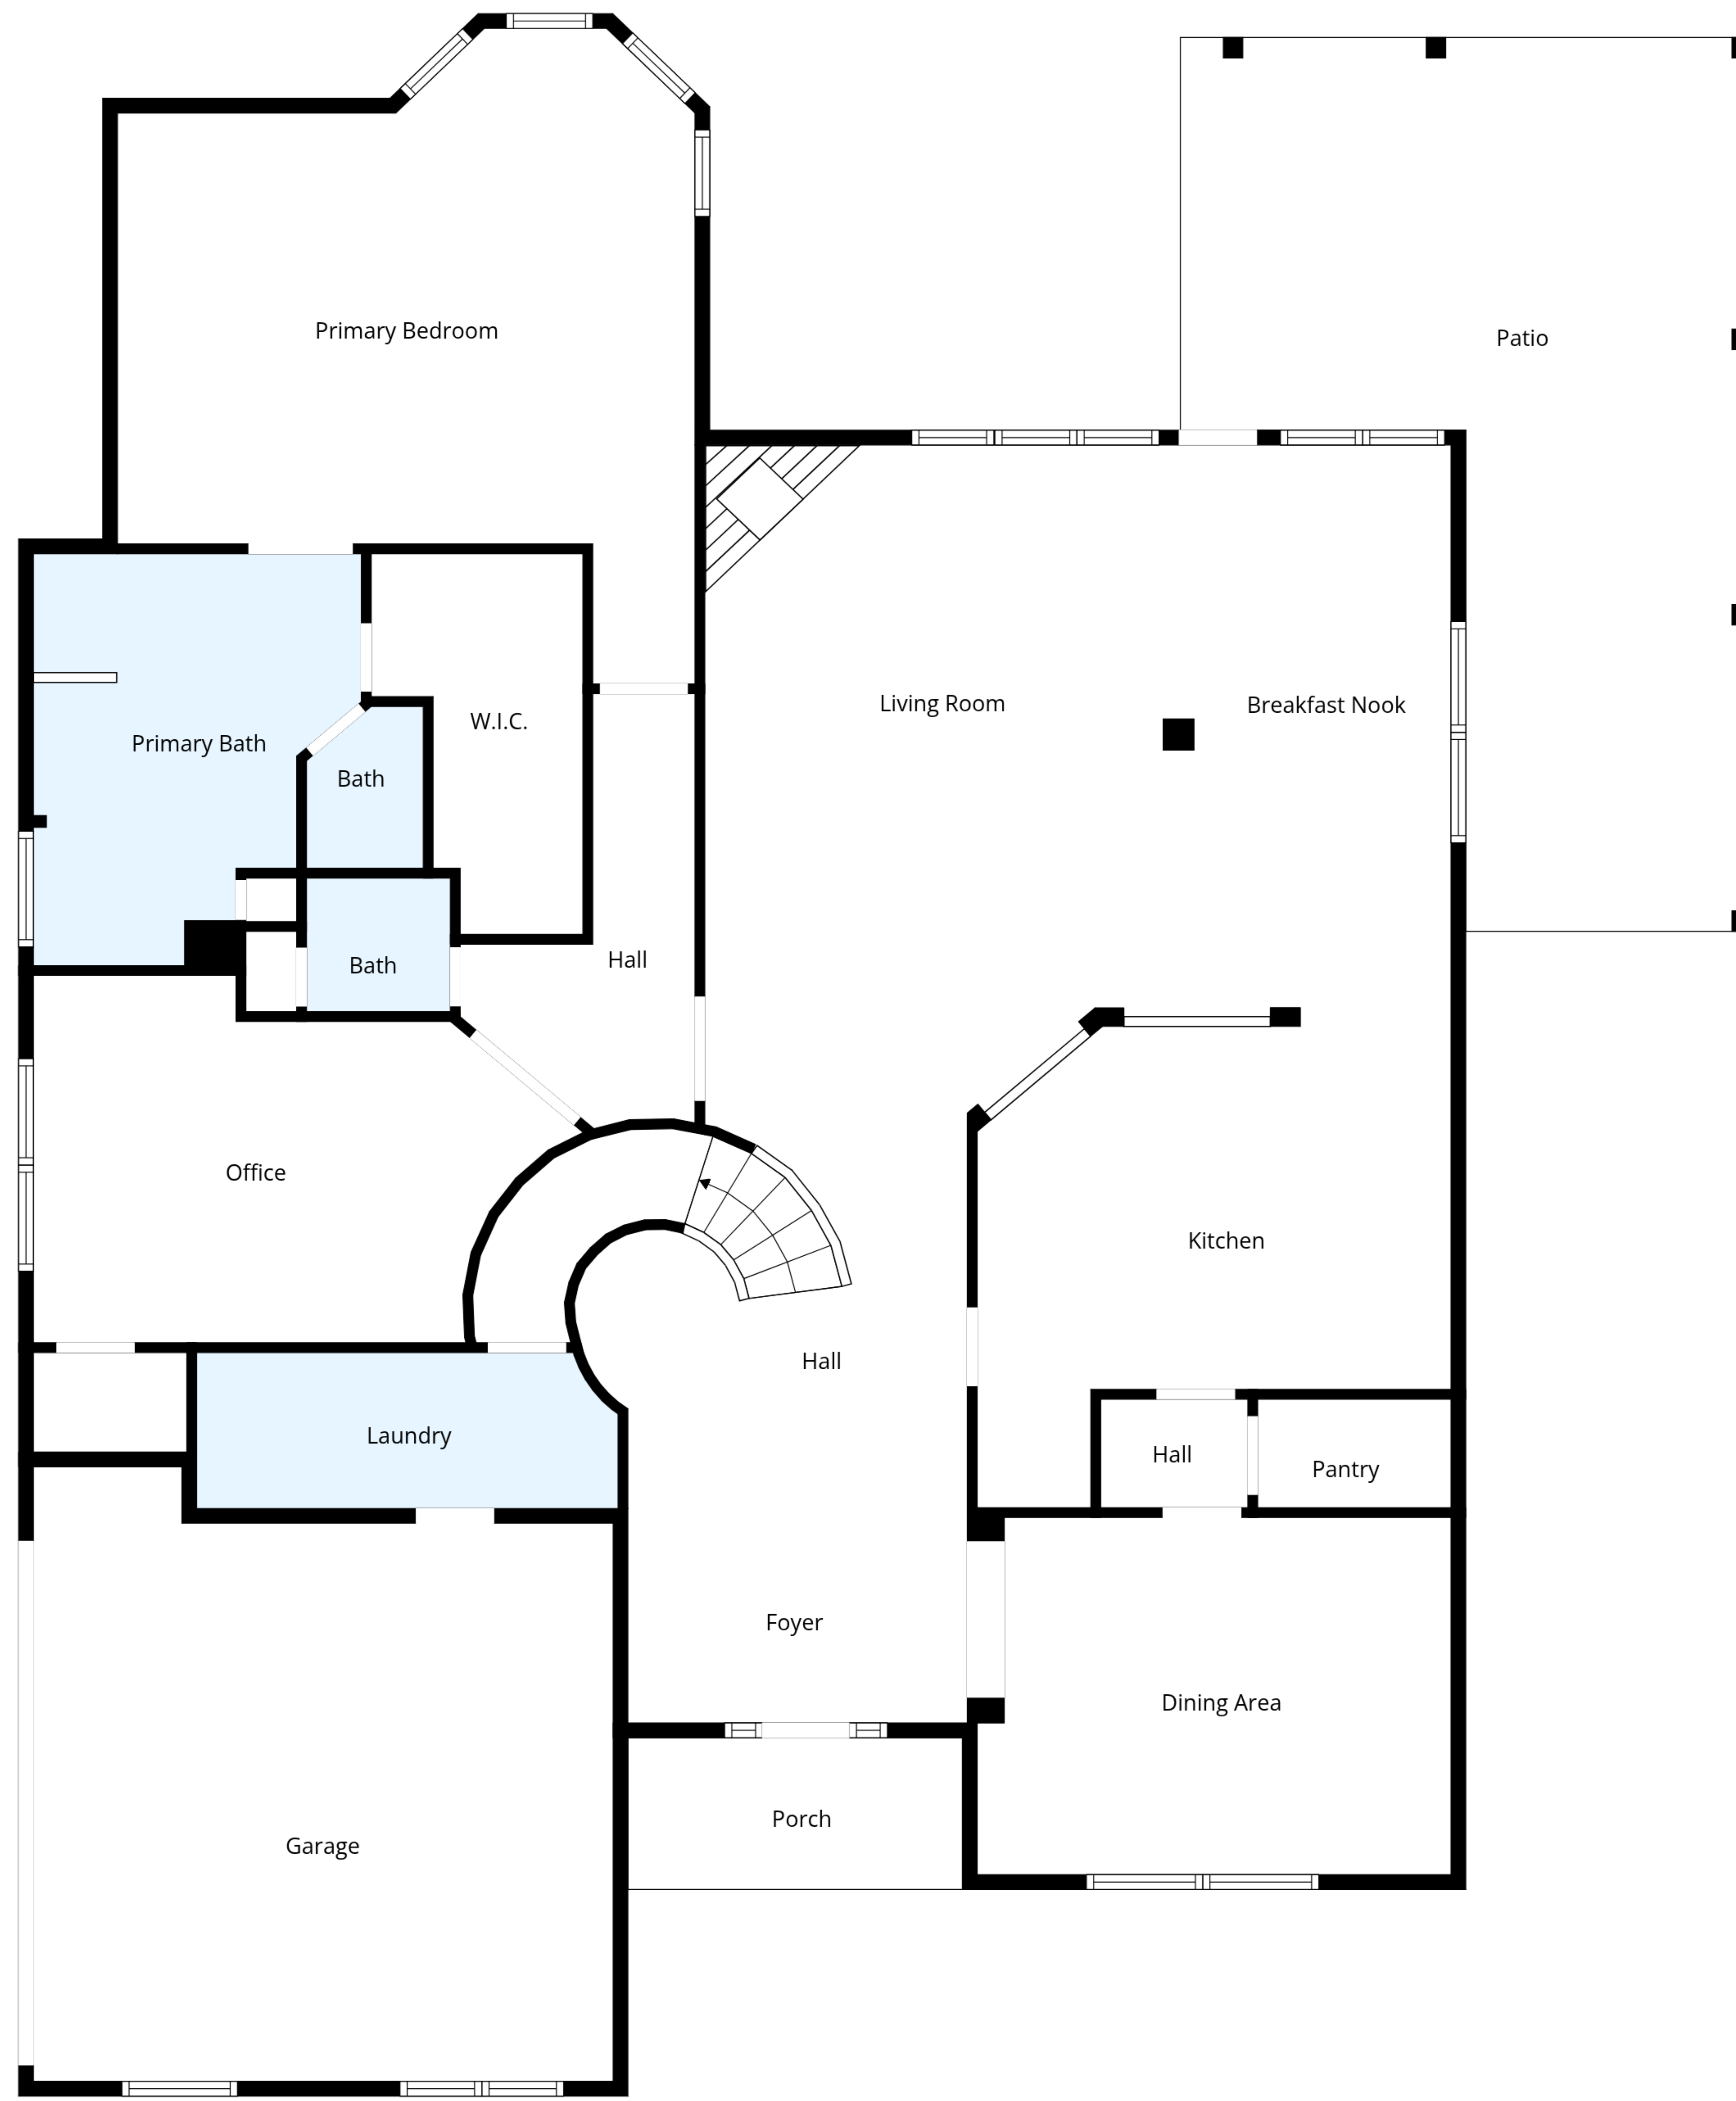 Primary Bedroom
Patio
Living Room
Breakfast Nook
W.I.C.
Primary Bath
Bath
Hall
Bath
Office
Kitchen
Hall
Laundry
Hall
Pantry
Foyer
Dining Area
Porch
Garage